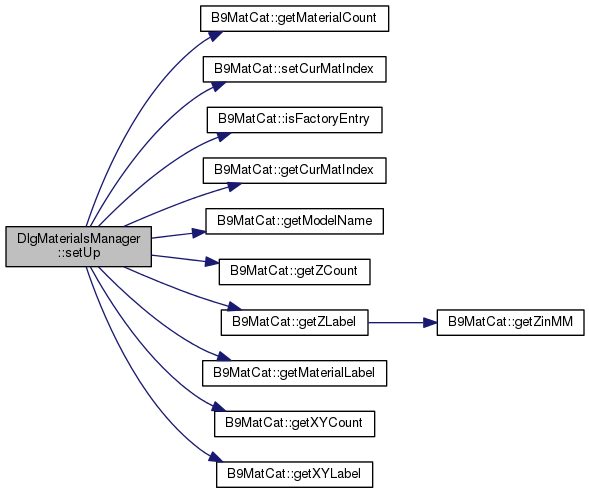 B9MatCat::getMaterialCount
B9MatCat::setCurMatIndex
B9MatCat::isFactoryEntry
B9MatCat::getCurMatIndex
B9MatCat::getModelName
DlgMaterialsManager
::setUp
B9MatCat::getZCount
B9MatCat::getZLabel
B9MatCat::getZinMM
B9MatCat::getMaterialLabel
B9MatCat::getXYCount
B9MatCat::getXYLabel